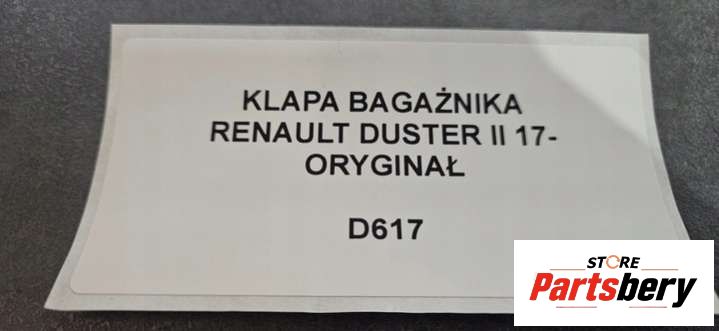 KLAPA BAGAŻNIKA
RENAULT DUSTER II 17-
ORYGINAŁ
D617
STORE
Partsbery